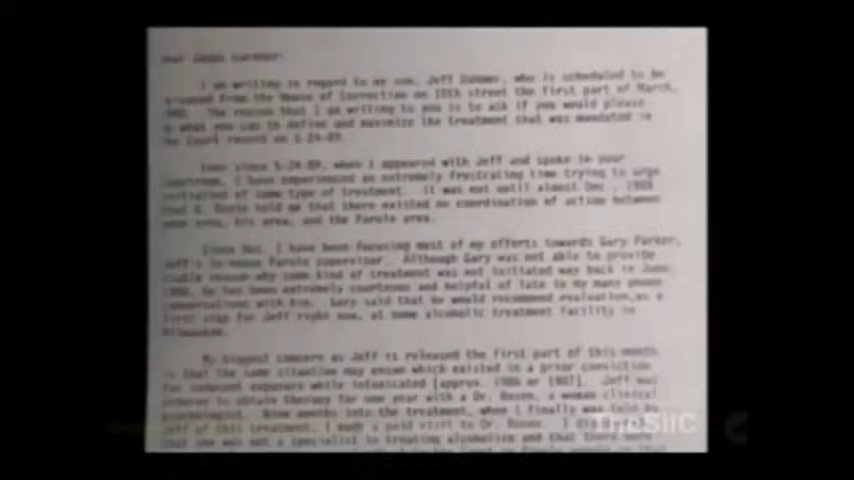 Dear Judge Gardner:
I am writing in regard to my son, Jeff Dahmer, who is scheduled to be
released from the House of Correction on 10th street the first part of March,
1990. The reason that I am writing to you is to ask if you would please
do what you can to define and maximize the treatment that was mandated in
the Court record on 5-24-89.
Ever since 5-24-89, when I appeared with Jeff and spoke in your
courtroom, I have experienced an extremely frustrating time trying to urge
initiation of some type of treatment. It was not until almost Dec., 1989
that told me that there existed no coordination of action between
area, his area, and the Parole area.
Since Dec. I have been focusing most of my efforts towards Gary Parker,
Jeff's in-house Parole supervisor. Although Gary was not able to provide
viable reason why some kind of treatment was not initiated way back in June,
1989, he has been extremely courteous and helpful of late in my many phone
conversations with him. Gary said that he would recommend evaluation, as a
first step for Jeff right now, at some alcoholic treatment facility in
Milwaukee.
My biggest concern as Jeff is released the first part of this month
is that the same situation may ensue which existed in a prior conviction
for indecent exposure while intoxicated [approx. 1986 or 1987]. Jeff was
ordered to obtain therapy for one year with a Dr. Rosen, a woman clinical
psychologist. Nine months into the treatment, when I finally was told by
Jeff of this treatment, I made a paid visit to Dr. Rosen. I
that she was not a specialist in treating alcoholism and that there were
TheSiiC